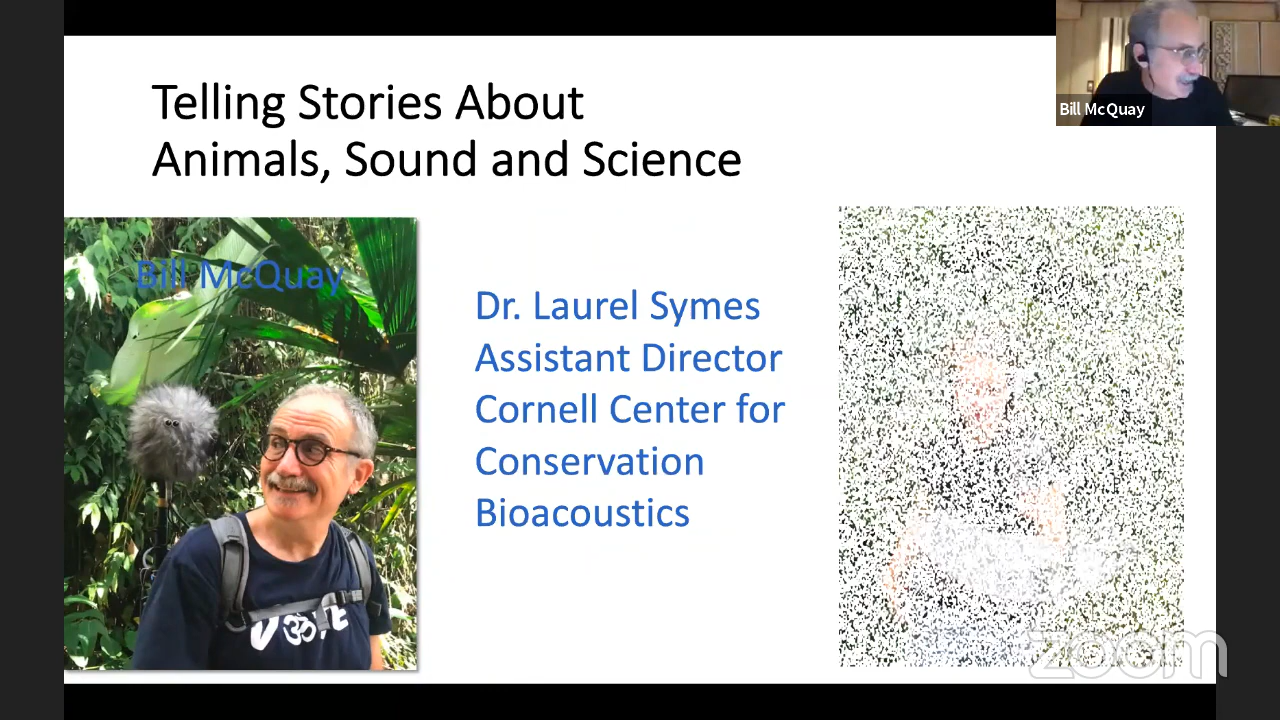 Telling Stories About
Animals, Sound and Science
Bill McQuay
Bill McQuay
Dr. Laurel Symes
Assistant Director
Cornell Center for
Conservation
Bioacoustics
zoom